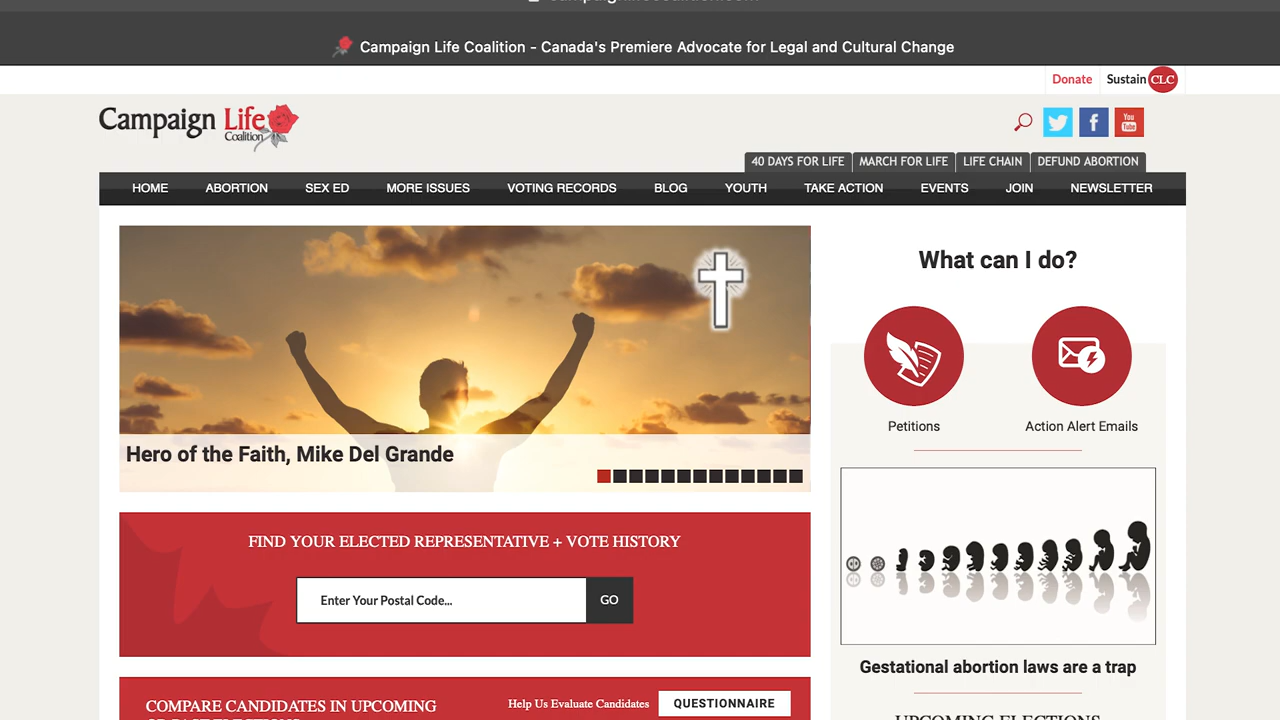 Campaign Life Coalition - Canada's Premiere Advocate for Legal and Cultural Change
Donate
Sustain CLC
Campaign Life
Coalition
You
Tube
40 DAYS FOR LIFE
MARCH FOR LIFE
LIFE CHAIN
DEFUND ABORTION
HOME
ABORTION
SEX ED
MORE ISSUES
VOTING RECORDS
BLOG
YOUTH
TAKE ACTION
EVENTS
JOIN
NEWSLETTER
Hero of the Faith, Mike Del Grande
FIND YOUR ELECTED REPRESENTATIVE + VOTE HISTORY
Enter Your Postal Code...
GO
COMPARE CANDIDATES IN UPCOMING
Help Us Evaluate Candidates
QUESTIONNAIRE
What can I do?
Petitions
Action Alert Emails
Gestational abortion laws are a trap
UPCOMING ELECTIONS